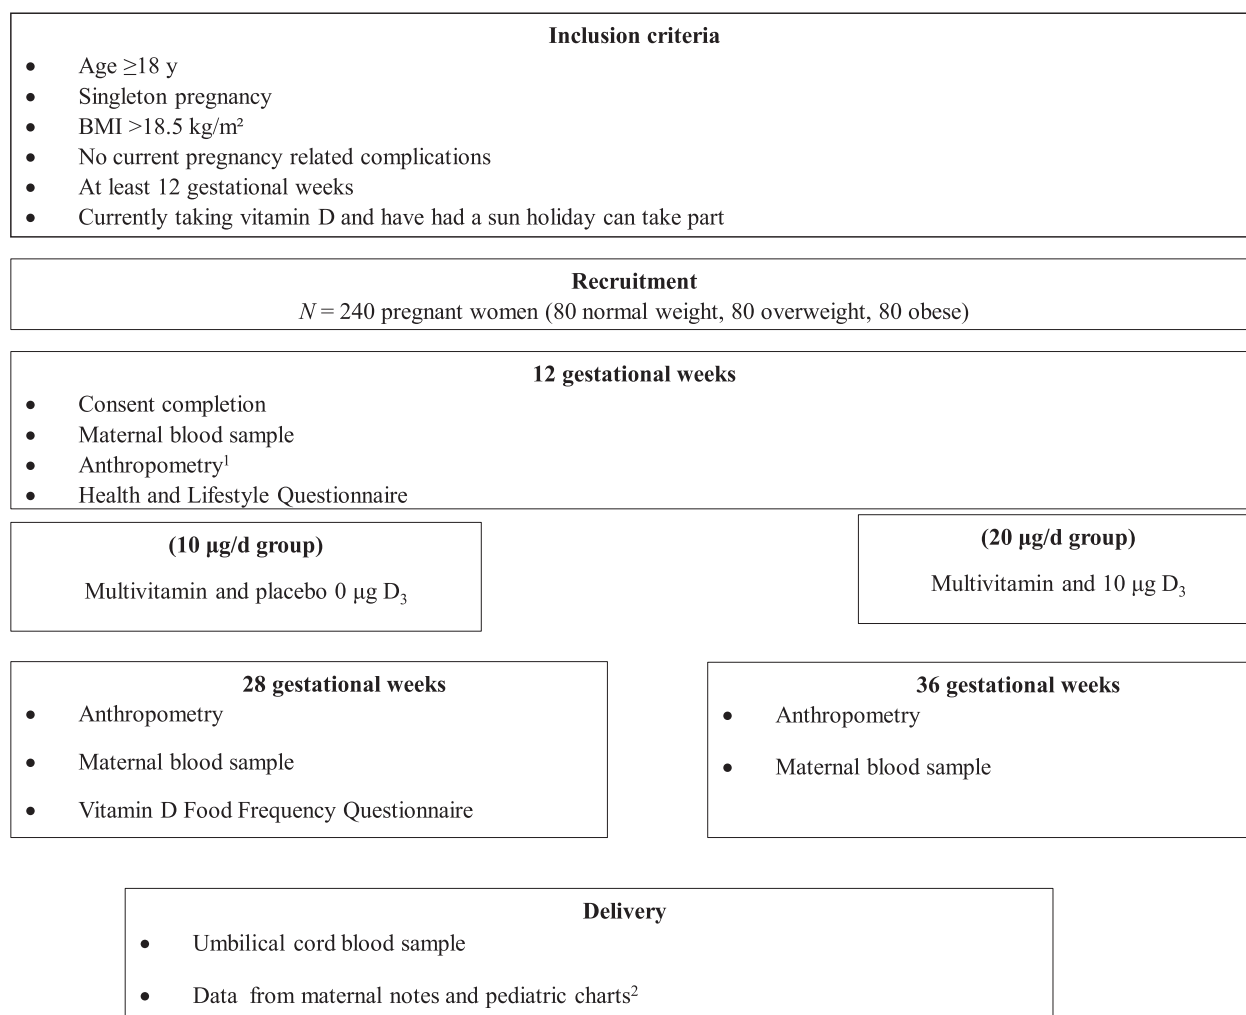 Inclusion criteria
• Age ≥18 y
• Singleton pregnancy
• BMI >18.5 kg/m²
• No current pregnancy related complications
• At least 12 gestational weeks
• Currently taking vitamin D and have had a sun holiday can take part
Recruitment
N = 240 pregnant women (80 normal weight, 80 overweight, 80 obese)
12 gestational weeks
• Consent completion
• Maternal blood sample
• Anthropometry¹
• Health and Lifestyle Questionnaire
(10 μg/d group)
Multivitamin and placebo 0 μg D₃
(20 μg/d group)
Multivitamin and 10 μg D₃
28 gestational weeks
• Anthropometry
• Maternal blood sample
• Vitamin D Food Frequency Questionnaire
36 gestational weeks
• Anthropometry
• Maternal blood sample
Delivery
• Umbilical cord blood sample
• Data from maternal notes and pediatric charts²